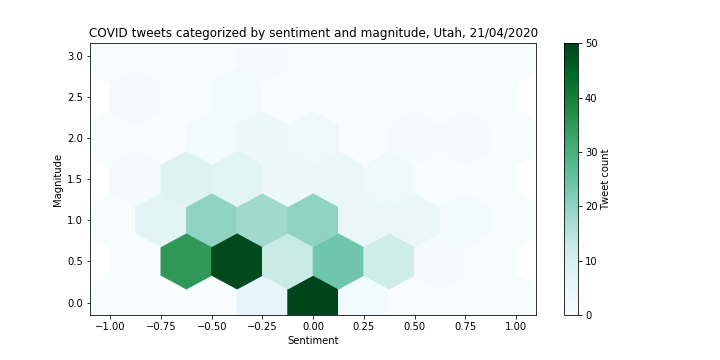 COVID tweets categorized by sentiment and magnitude, Utah, 21/04/2020
3.0
2.5
2.0
1.5
1.0
0.5
0.0
Magnitude
−1.00 −0.75 −0.50 −0.25 0.00 0.25 0.50 0.75 1.00
Sentiment
50
40
30
20
10
0
Tweet count